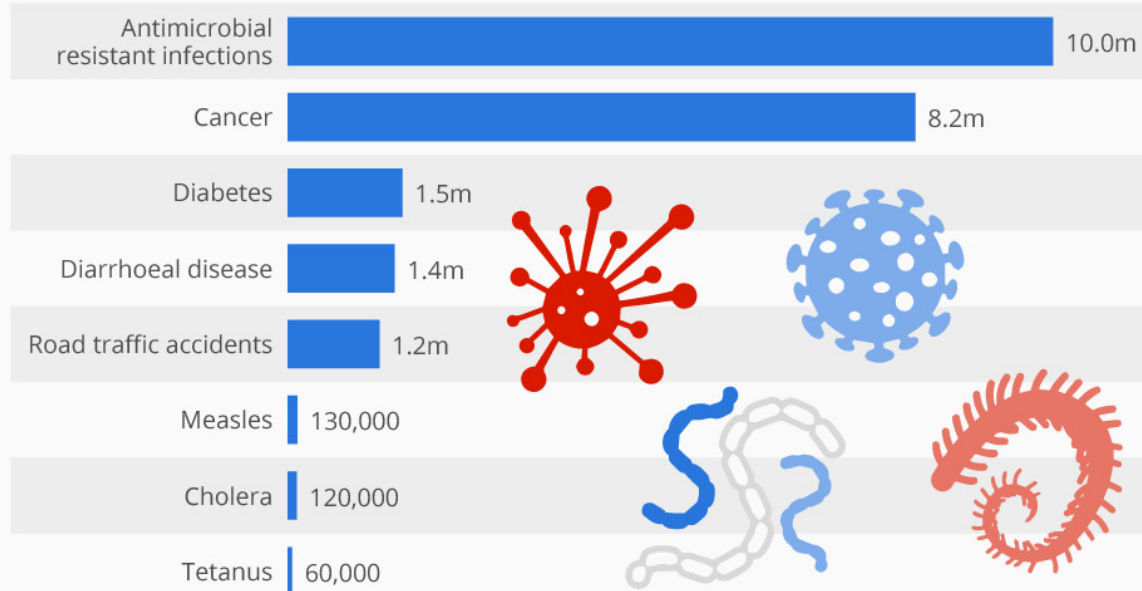 Antimicrobial
resistant infections
10.0m
Cancer
8.2m
Diabetes
1.5m
Diarrhoeal disease
1.4m
Road traffic accidents
1.2m
Measles
130,000
Cholera
120,000
Tetanus
60,000